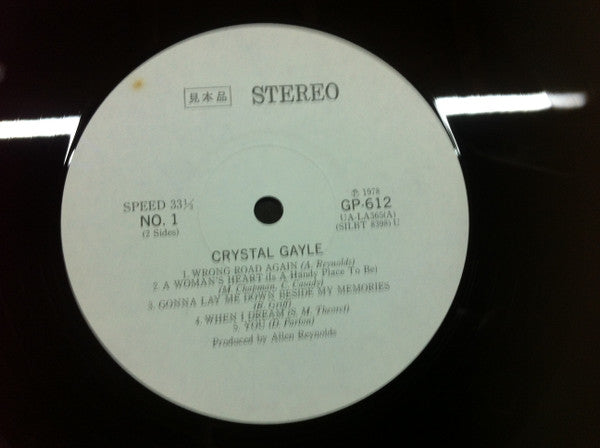 見本品 STEREO
SPEED 33⅓
NO. 1
(2 Sides)
Ⓟ 1978
GP-612
UA-LA365(A)
(SILBT 8398) U
CRYSTAL GAYLE
1. WRONG ROAD AGAIN (A. Reynolds)
2. A WOMAN'S HEART (Is A Handy Place To Be)
(M. Chapman, C. Cassidy)
3. GONNA LAY ME DOWN BESIDE MY MEMORIES
4. WHEN I DREAM (S. M. Theoret)
5. YOU (D. Parton)
Produced by Allen Reynolds